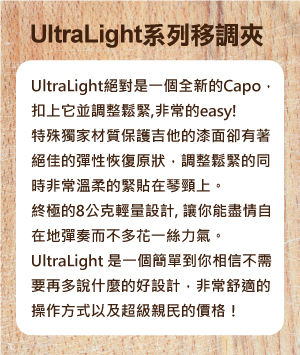 UltraLight系列移調夾
UltraLight絕對是一個全新的Capo，
扣上它並調整鬆緊,非常的easy!
特殊獨家材質保護吉他的漆面卻有著
絕佳的彈性恢復原狀，調整鬆緊的同
時非常溫柔的緊貼在琴頸上。
終極的8公克輕量設計, 讓你能盡情自
在地彈奏而不多花一絲力氣。
UltraLight 是一個簡單到你相信不需
要再多說什麼的好設計，非常舒適的
操作方式以及超級親民的價格！